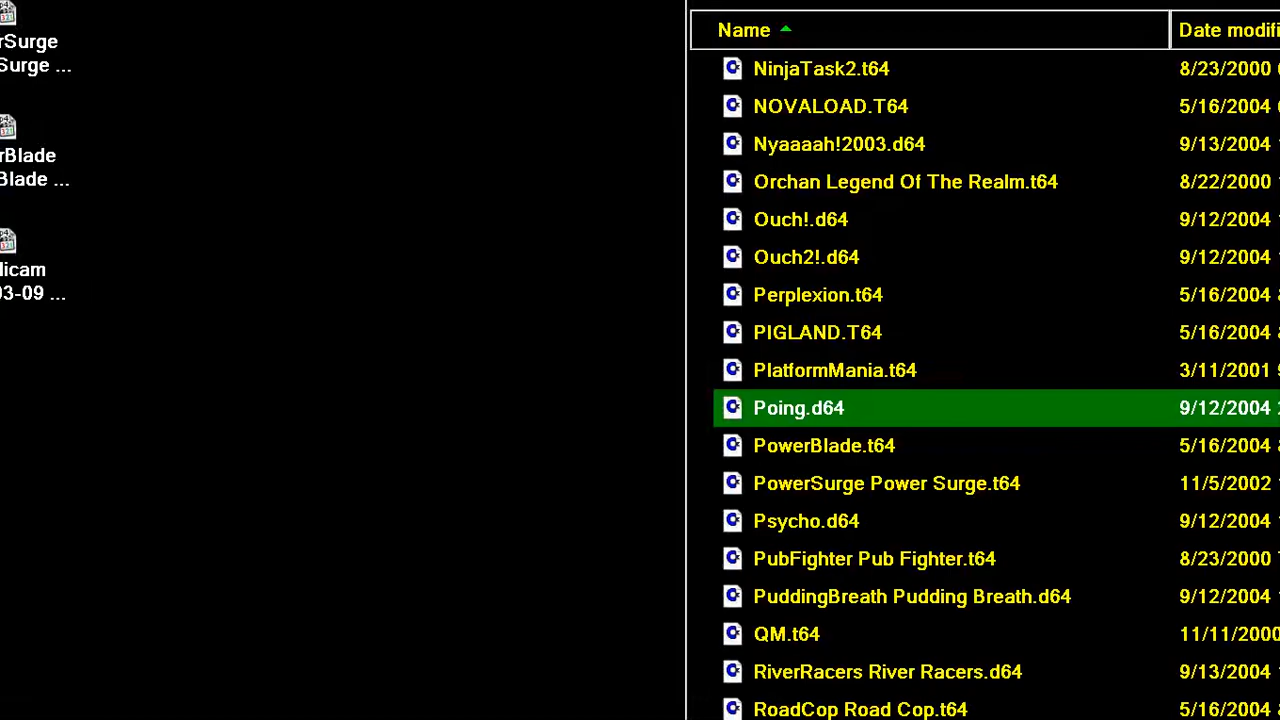 rSurge
Surge ...
rBlade
Blade ...
licam
03-09 ...
Name
Date modifi
NinjaTask2.t64
8/23/2000
NOVALOAD.T64
5/16/2004
Nyaaaah!2003.d64
9/13/2004
Orchan Legend Of The Realm.t64
8/22/2000
Ouch!.d64
9/12/2004
Ouch2!.d64
9/12/2004
Perplexion.t64
5/16/2004
PIGLAND.T64
5/16/2004
PlatformMania.t64
3/11/2001
Poing.d64
9/12/2004
PowerBlade.t64
5/16/2004
PowerSurge Power Surge.t64
11/5/2002
Psycho.d64
9/12/2004
PubFighter Pub Fighter.t64
8/23/2000
PuddingBreath Pudding Breath.d64
9/12/2004
QM.t64
11/11/2000
RiverRacers River Racers.d64
9/13/2004
RoadCop Road Cop.t64
5/16/2004